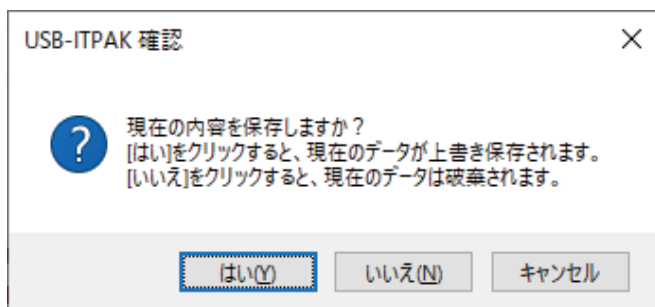 USB-ITPAK 確認
現在の内容を保存しますか？
[はい]をクリックすると、現在のデータが上書き保存されます。
[いいえ]をクリックすると、現在のデータは破棄されます。
はい(Y)
いいえ(N)
キャンセル